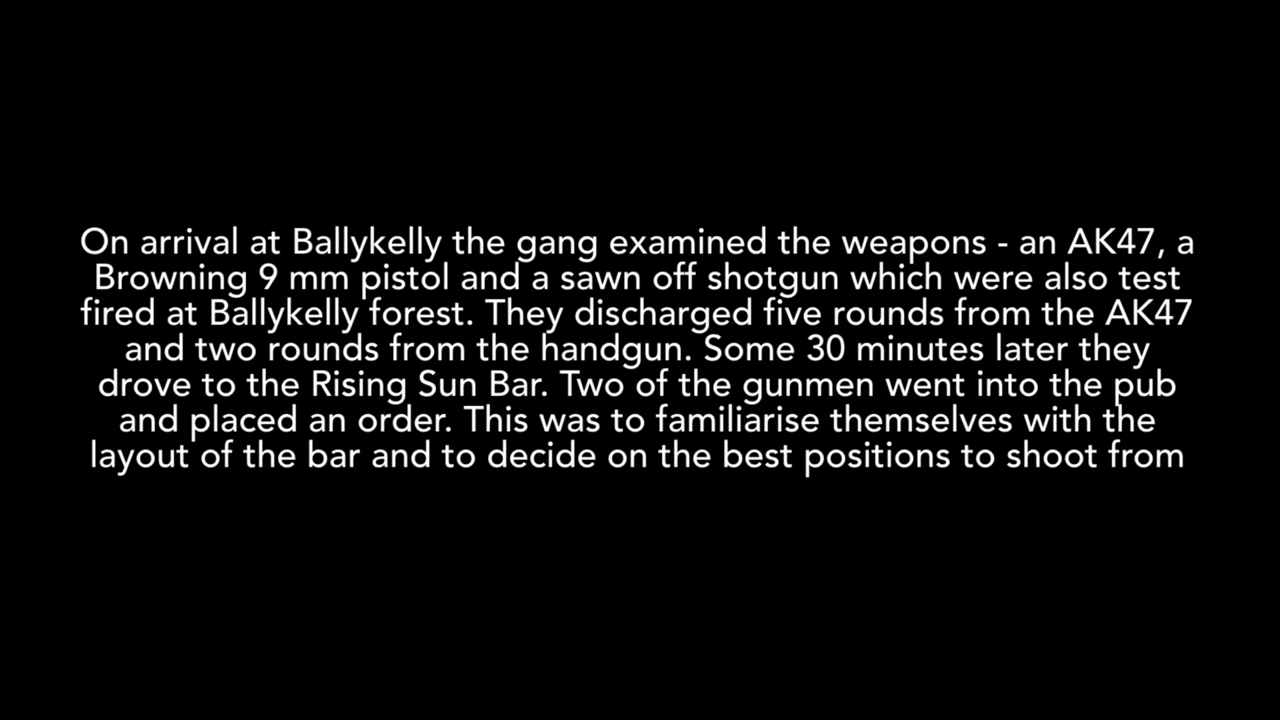 On arrival at Ballykelly the gang examined the weapons - an AK47, a
Browning 9 mm pistol and a sawn off shotgun which were also test
fired at Ballykelly forest. They discharged five rounds from the AK47
and two rounds from the handgun. Some 30 minutes later they
drove to the Rising Sun Bar. Two of the gunmen went into the pub
and placed an order. This was to familiarise themselves with the
layout of the bar and to decide on the best positions to shoot from